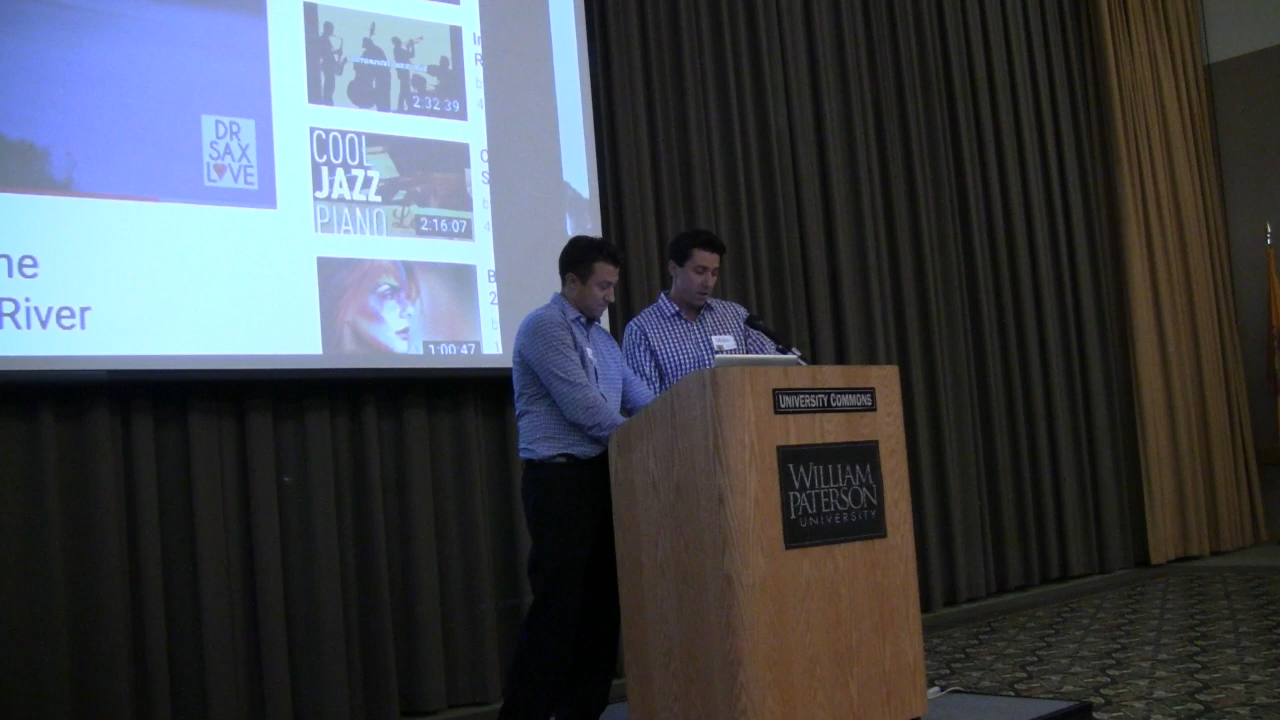 DR
SAX
LOVE
ne
River
2:32:39
COOL
JAZZ
PIANO
2:16:07
1:00:47
UNIVERSITY COMMONS
WILLIAM
PATERSON
UNIVERSITY